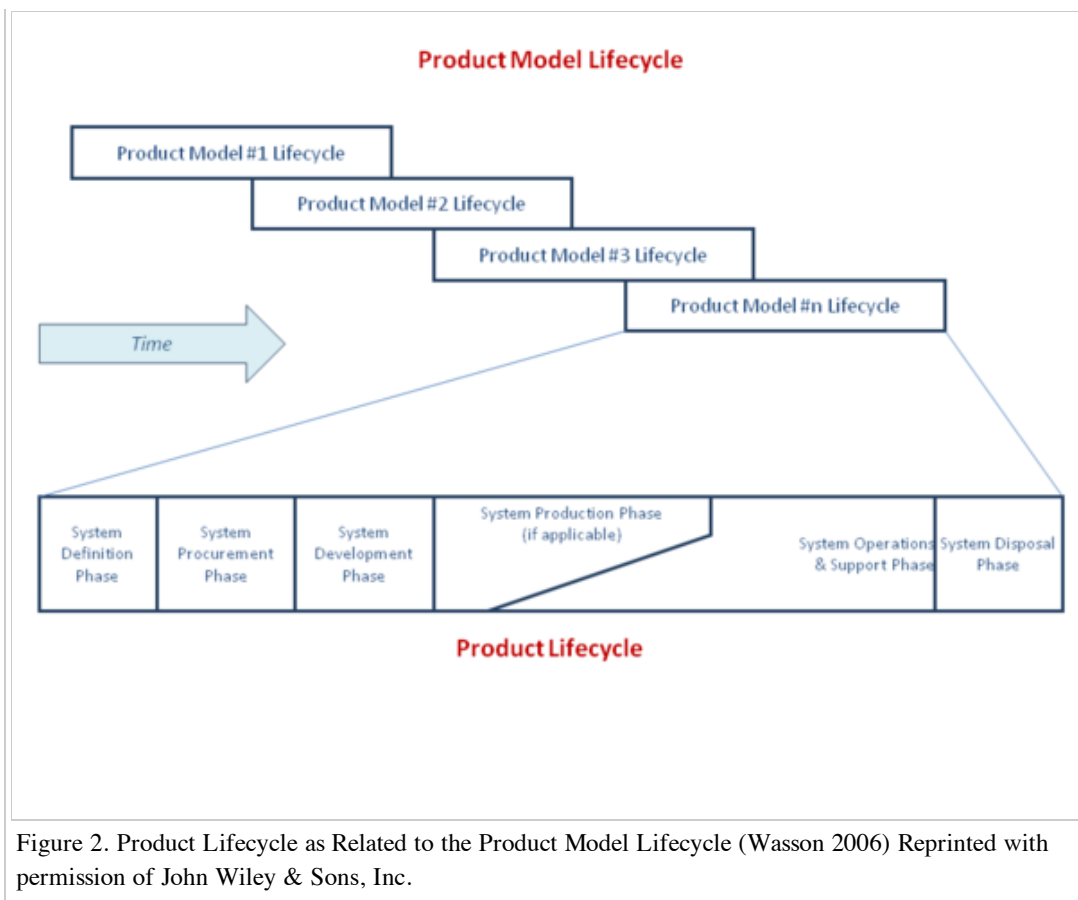 Product Model Lifecycle
Product Model #1 Lifecycle
Product Model #2 Lifecycle
Product Model #3 Lifecycle
Product Model #n Lifecycle
Time
System
Definition
Phase
System
Procurement
Phase
System
Development
Phase
System Production Phase
(if applicable)
System Operations
& Support Phase
System Disposal
Phase
Product Lifecycle
Figure 2. Product Lifecycle as Related to the Product Model Lifecycle (Wasson 2006) Reprinted with
permission of John Wiley & Sons, Inc.